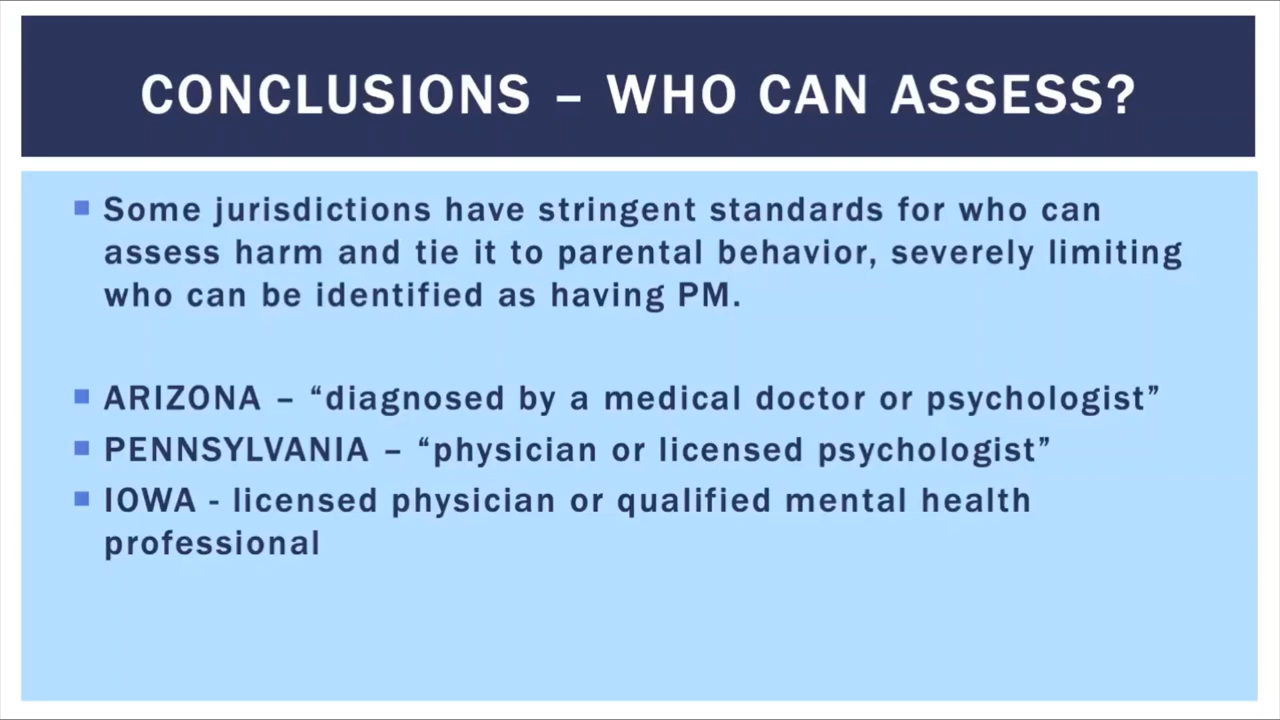 CONCLUSIONS – WHO CAN ASSESS?
Some jurisdictions have stringent standards for who can
assess harm and tie it to parental behavior, severely limiting
who can be identified as having PM.
ARIZONA – “diagnosed by a medical doctor or psychologist”
PENNSYLVANIA – “physician or licensed psychologist”
IOWA - licensed physician or qualified mental health
professional